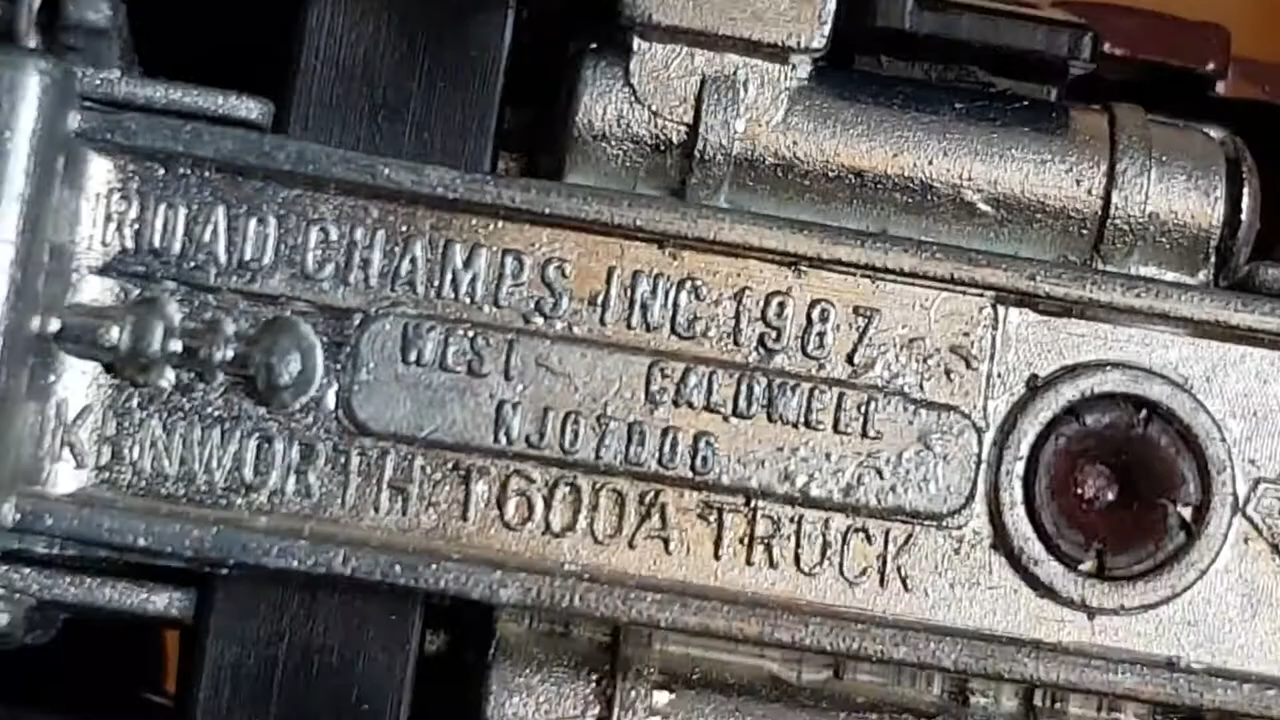 ROAD CHAMPS INC 1987
WEST CALDWELL
NJ07006
KENWORTH T600A TRUCK